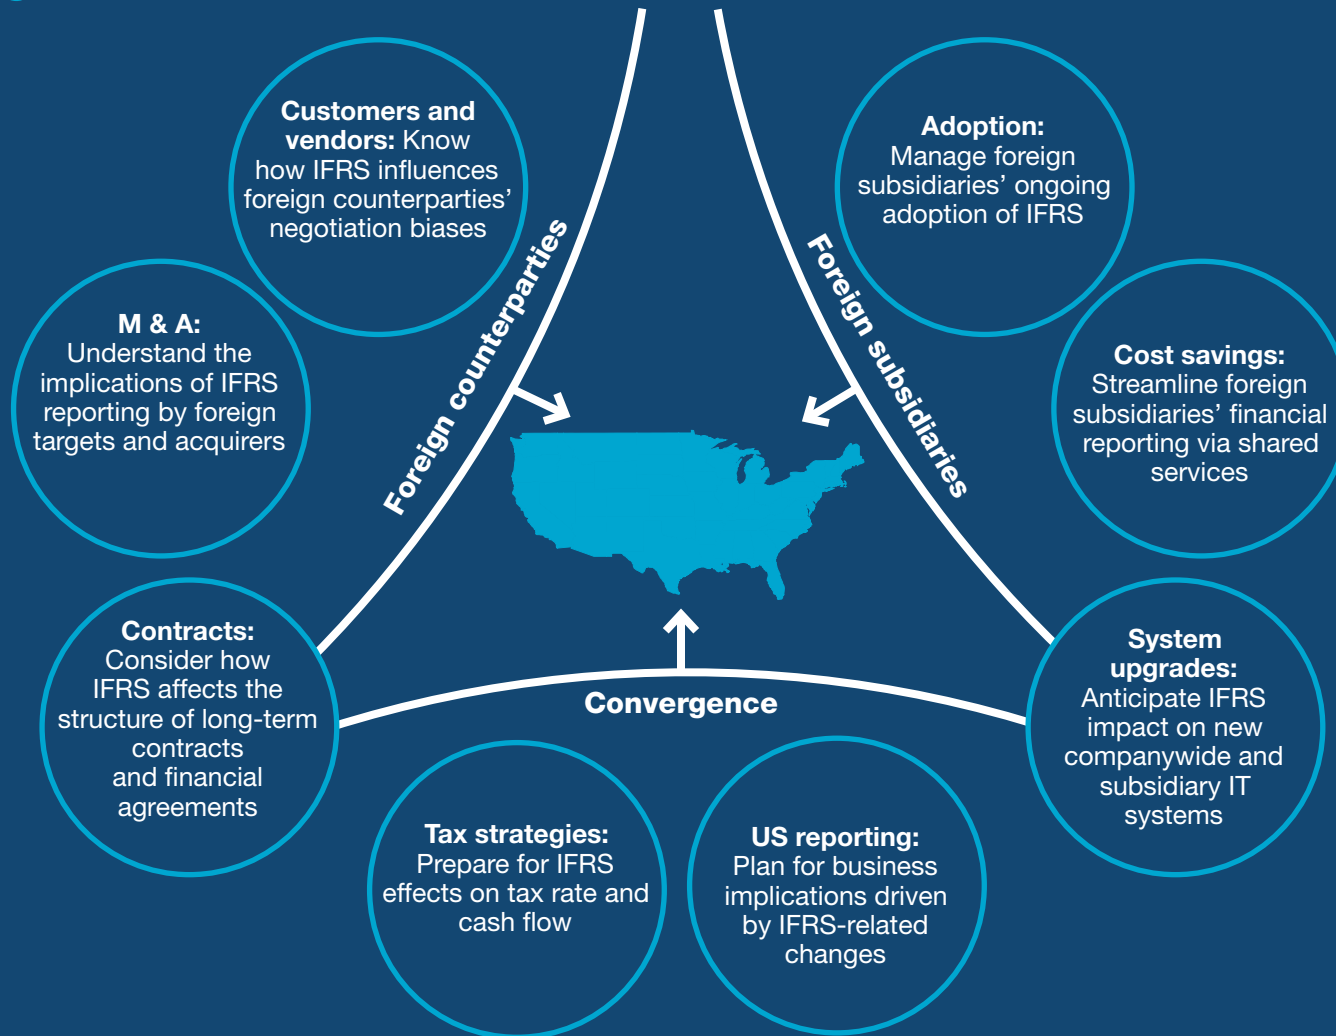 Customers and
vendors: Know
how IFRS influences
foreign counterparties’
negotiation biases
Adoption:
Manage foreign
subsidiaries’ ongoing
adoption of IFRS
M & A:
Understand the
implications of IFRS
reporting by foreign
targets and acquirers
Foreign counterparties
Foreign subsidiaries
Cost savings:
Streamline foreign
subsidiaries’ financial
reporting via shared
services
Contracts:
Consider how
IFRS affects the
structure of long-term
contracts
and financial
agreements
Convergence
System
upgrades:
Anticipate IFRS
impact on new
companywide and
subsidiary IT
systems
Tax strategies:
Prepare for IFRS
effects on tax rate and
cash flow
US reporting:
Plan for business
implications driven
by IFRS-related
changes